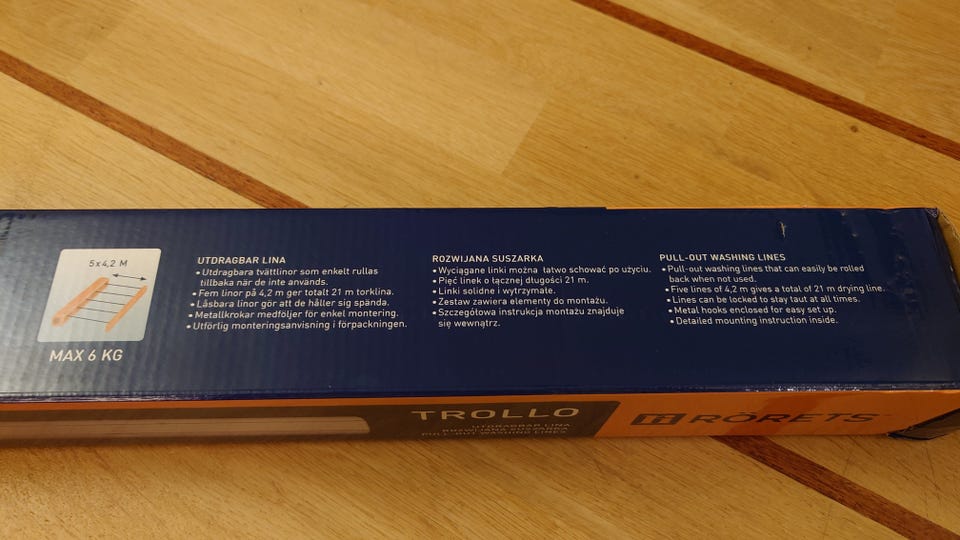 5x4,2 M
MAX 6 KG
UTDRAGBAR LINA
• Utdragbara tvättlinor som enkelt rullas
tillbaka när de inte används.
• Fem linor på 4,2 m ger totalt 21 m torklina.
• Låsbara linor gör att de håller sig spända.
• Metallkrokar medföljer för enkel montering.
• Utförlig monteringsanvisning i förpackningen.
ROZWIJANA SUSZARKA
• Wyciągane linki można łatwo schować po użyciu.
• Pięć linek o łącznej długości 21 m.
• Linki solidne i wytrzymałe.
• Zestaw zawiera elementy do montażu.
• Szczegółowa instrukcja montażu znajduje
się wewnątrz.
PULL-OUT WASHING LINES
• Pull-out washing lines that can easily be rolled
back when not used.
• Five lines of 4,2 m gives a total of 21 m drying line.
• Lines can be locked to stay taut at all times.
• Metal hooks enclosed for easy set up.
• Detailed mounting instruction inside.
TROLLO
UTDRAGBAR LINA
ROZWIJANA SUSZARKA
PULL-OUT WASHING LINES
RÖRETS